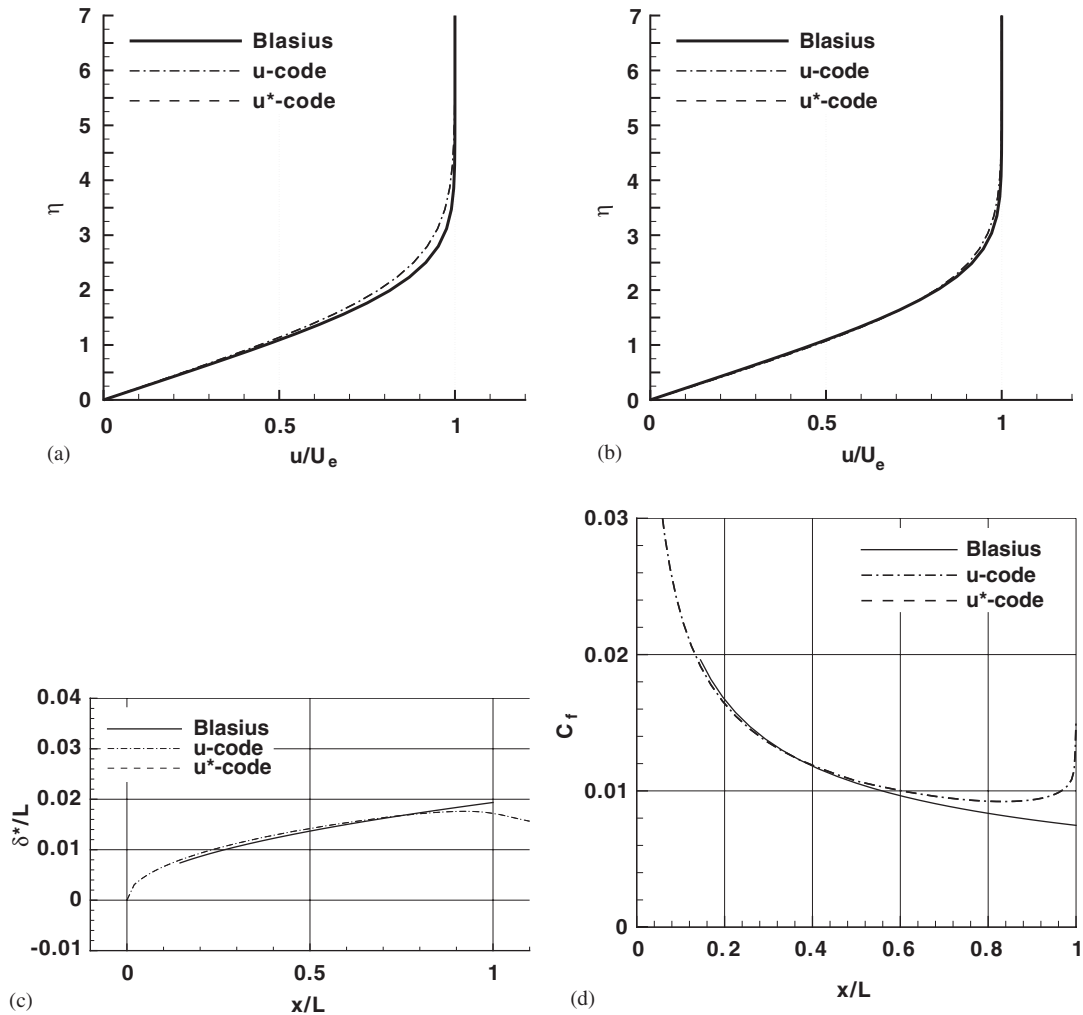 7
6
5
4
3
2
1
0
η
Blasius
u-code
u*-code
0
0.5
1
u/U_e
(a)
7
6
5
4
3
2
1
0
η
Blasius
u-code
u*-code
0
0.5
1
u/U_e
(b)
0.04
0.03
0.02
0.01
0
-0.01
δ*/L
Blasius
u-code
u*-code
0
0.5
1
x/L
(c)
0.03
0.02
0.01
0
C_f
Blasius
u-code
u*-code
0
0.2
0.4
0.6
0.8
1
x/L
(d)